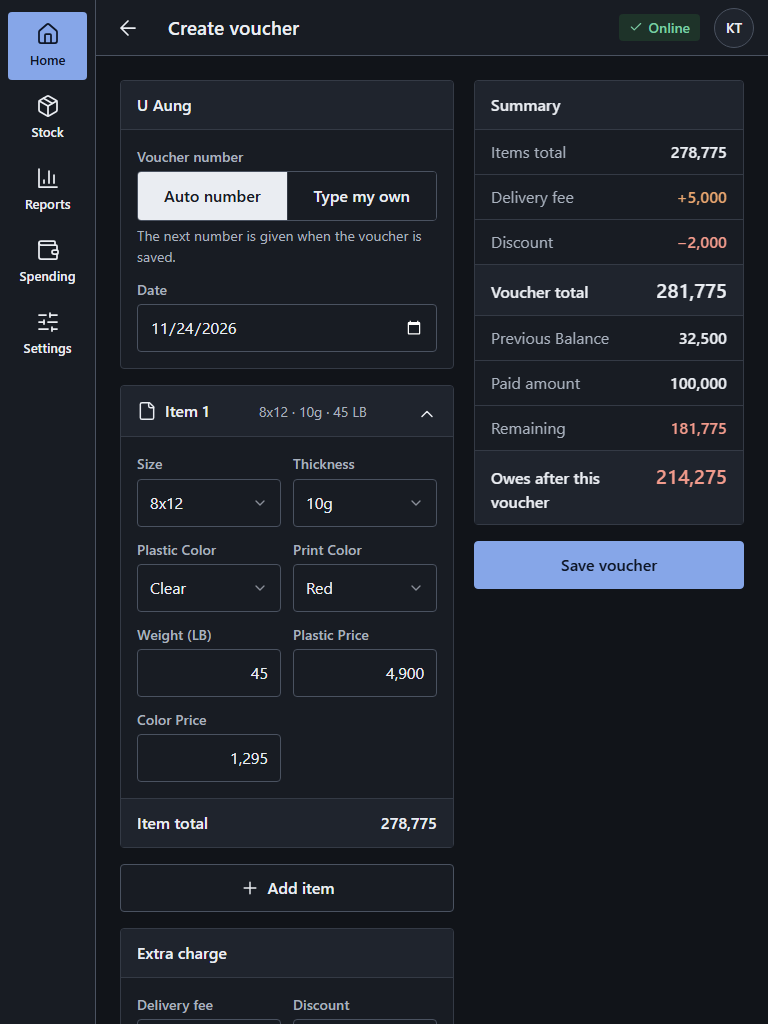 Home
Stock
Reports
Spending
Settings
Create voucher
Online
KT
U Aung
Voucher number
Auto number
Type my own
The next number is given when the voucher is
saved.
Date
11/24/2026
Item 1
8x12 · 10g · 45 LB
Size
Thickness
8x12
10g
Plastic Color
Print Color
Clear
Red
Weight (LB)
Plastic Price
45
4,900
Color Price
1,295
Item total
278,775
Add item
Extra charge
Delivery fee
Discount
Summary
Items total
278,775
Delivery fee
+5,000
Discount
−2,000
Voucher total
281,775
Previous Balance
32,500
Paid amount
100,000
Remaining
181,775
Owes after this
voucher
214,275
Save voucher